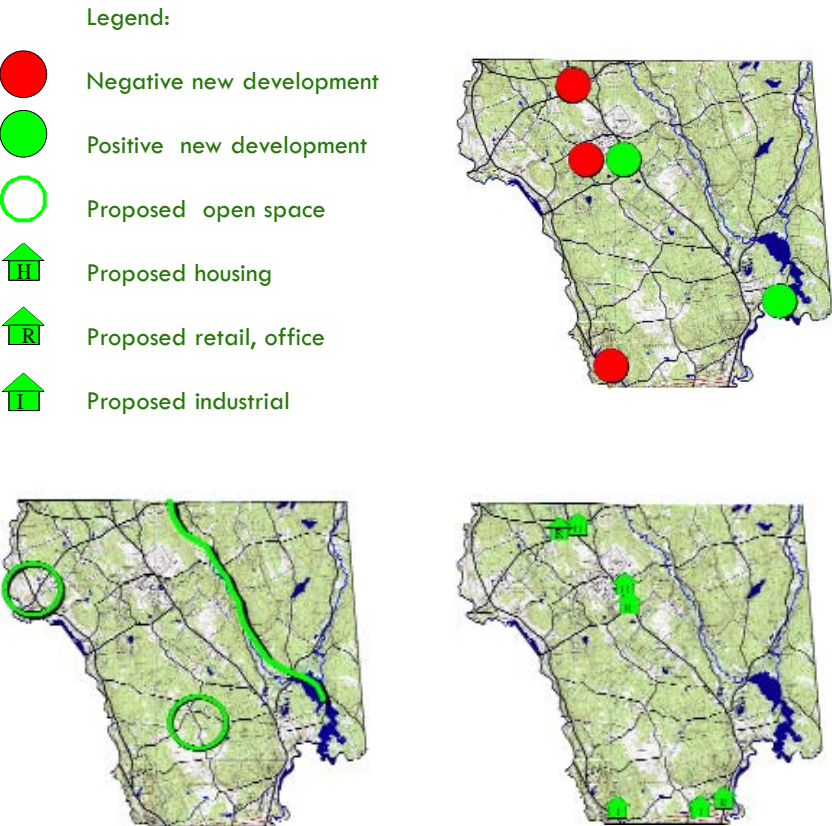 Legend:
Negative new development
Positive new development
Proposed open space
H
Proposed housing
R
Proposed retail, office
I
Proposed industrial